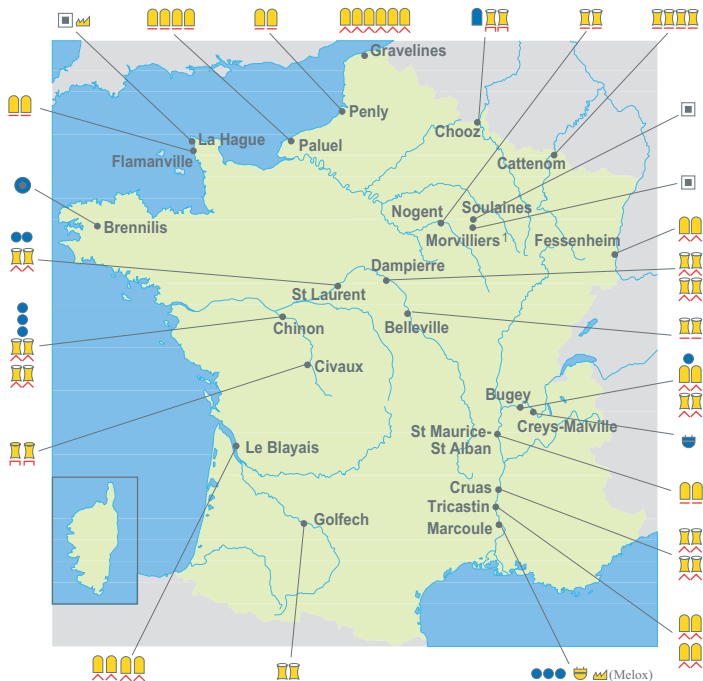 Gravelines
Penly
La Hague
Paluel
Flamanville
Chooz
Cattenom
Brennilis
Nogent
Soulaines
Morvilliers 1
Fessenheim
Dampierre
St Laurent
Chinon
Belleville
Civaux
Bugey
Creys-Malville
St Maurice-
St Alban
Le Blayais
Cruas
Tricastin
Marcoule
Golfech
(Melox)